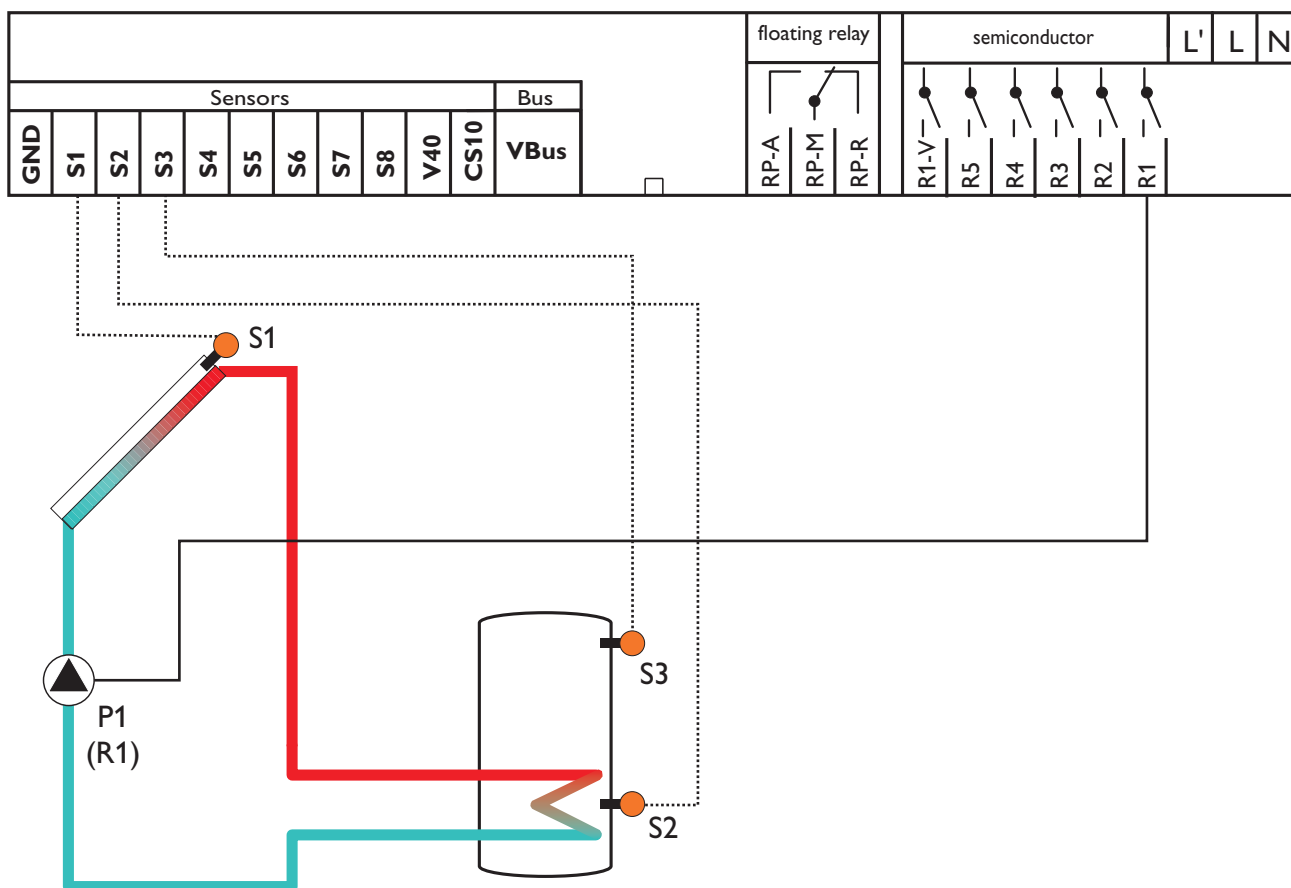 floating relay
semiconductor
L' L N
Sensors
Bus
GND S1 S2 S3 S4 S5 S6 S7 S8 V40 CS10 VBus
RP-A RP-M RP-R
R1-V R5 R4 R3 R2 R1
S1
S3
P1
(R1)
S2